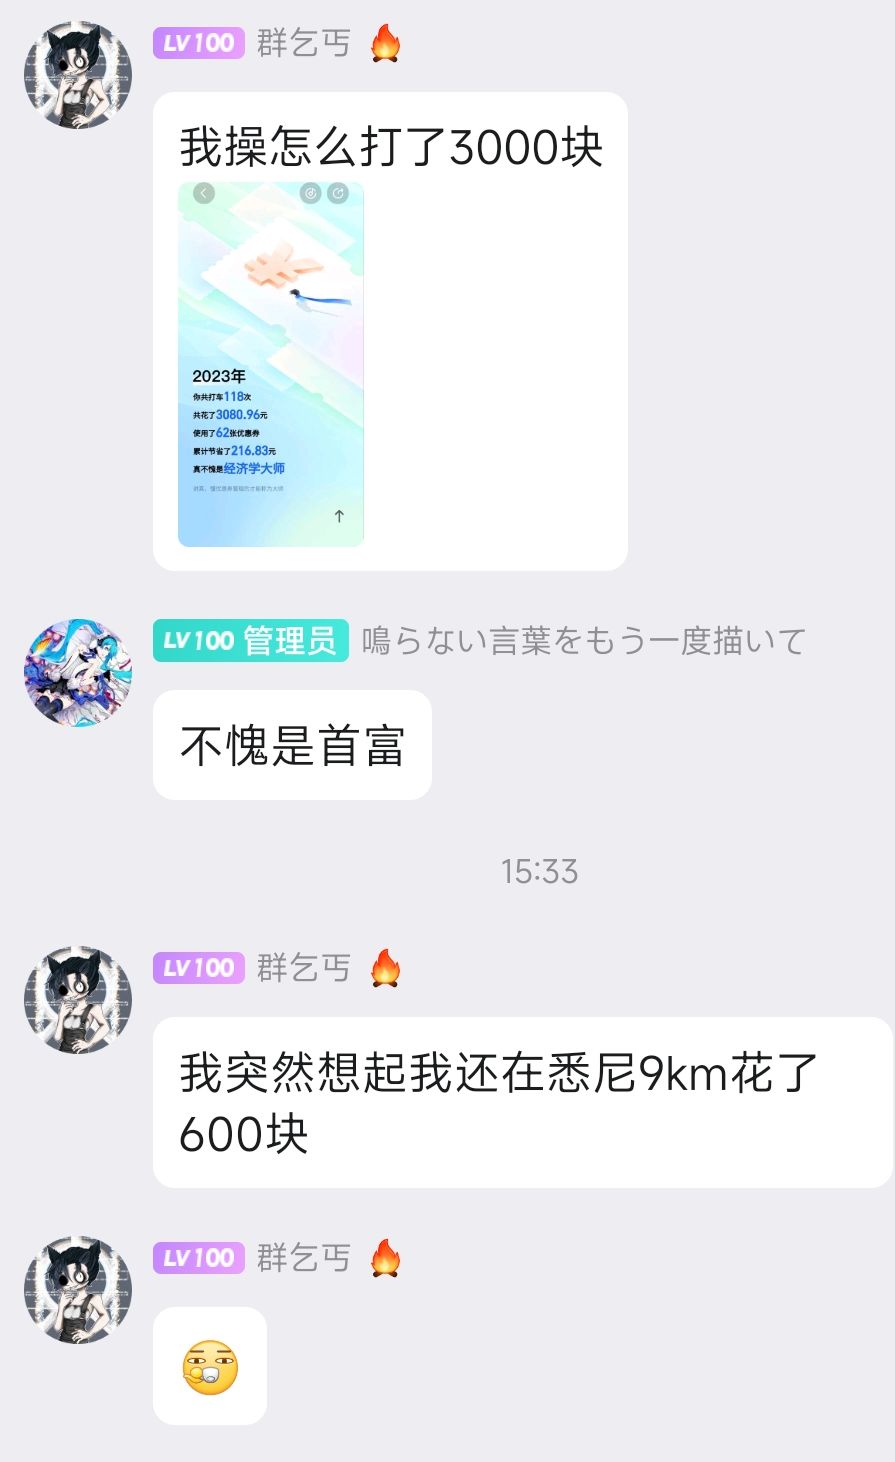 LV100 群乞丐 🔥
我操怎么打了3000块
2023年
你共打车118次
共花了3080.96元
使用了62张优惠券
累计节省了216.83元
真不愧是经济学大师
LV100 管理员 鳴らない言葉をもう一度描いて
不愧是首富
15:33
LV100 群乞丐 🔥
我突然想起我还在悉尼9km花了
600块
LV100 群乞丐 🔥